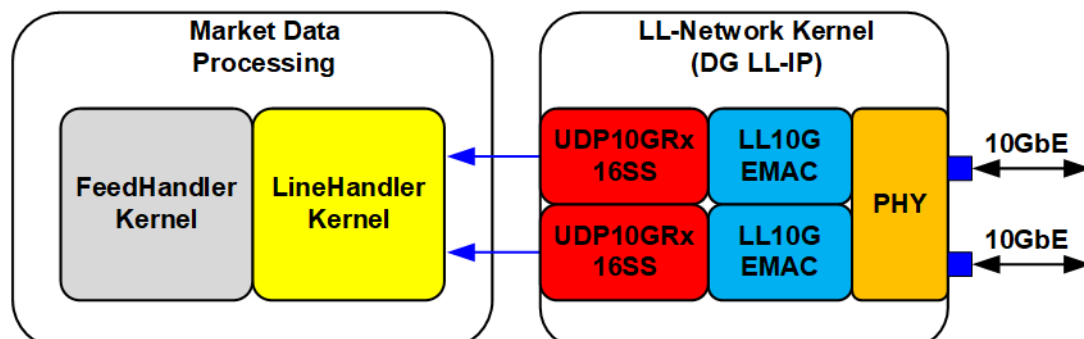 Market Data
Processing
FeedHandler
Kernel
LineHandler
Kernel
LL-Network Kernel
(DG LL-IP)
UDP10GRx
16SS
LL10G
EMAC
UDP10GRx
16SS
LL10G
EMAC
PHY
10GbE
10GbE